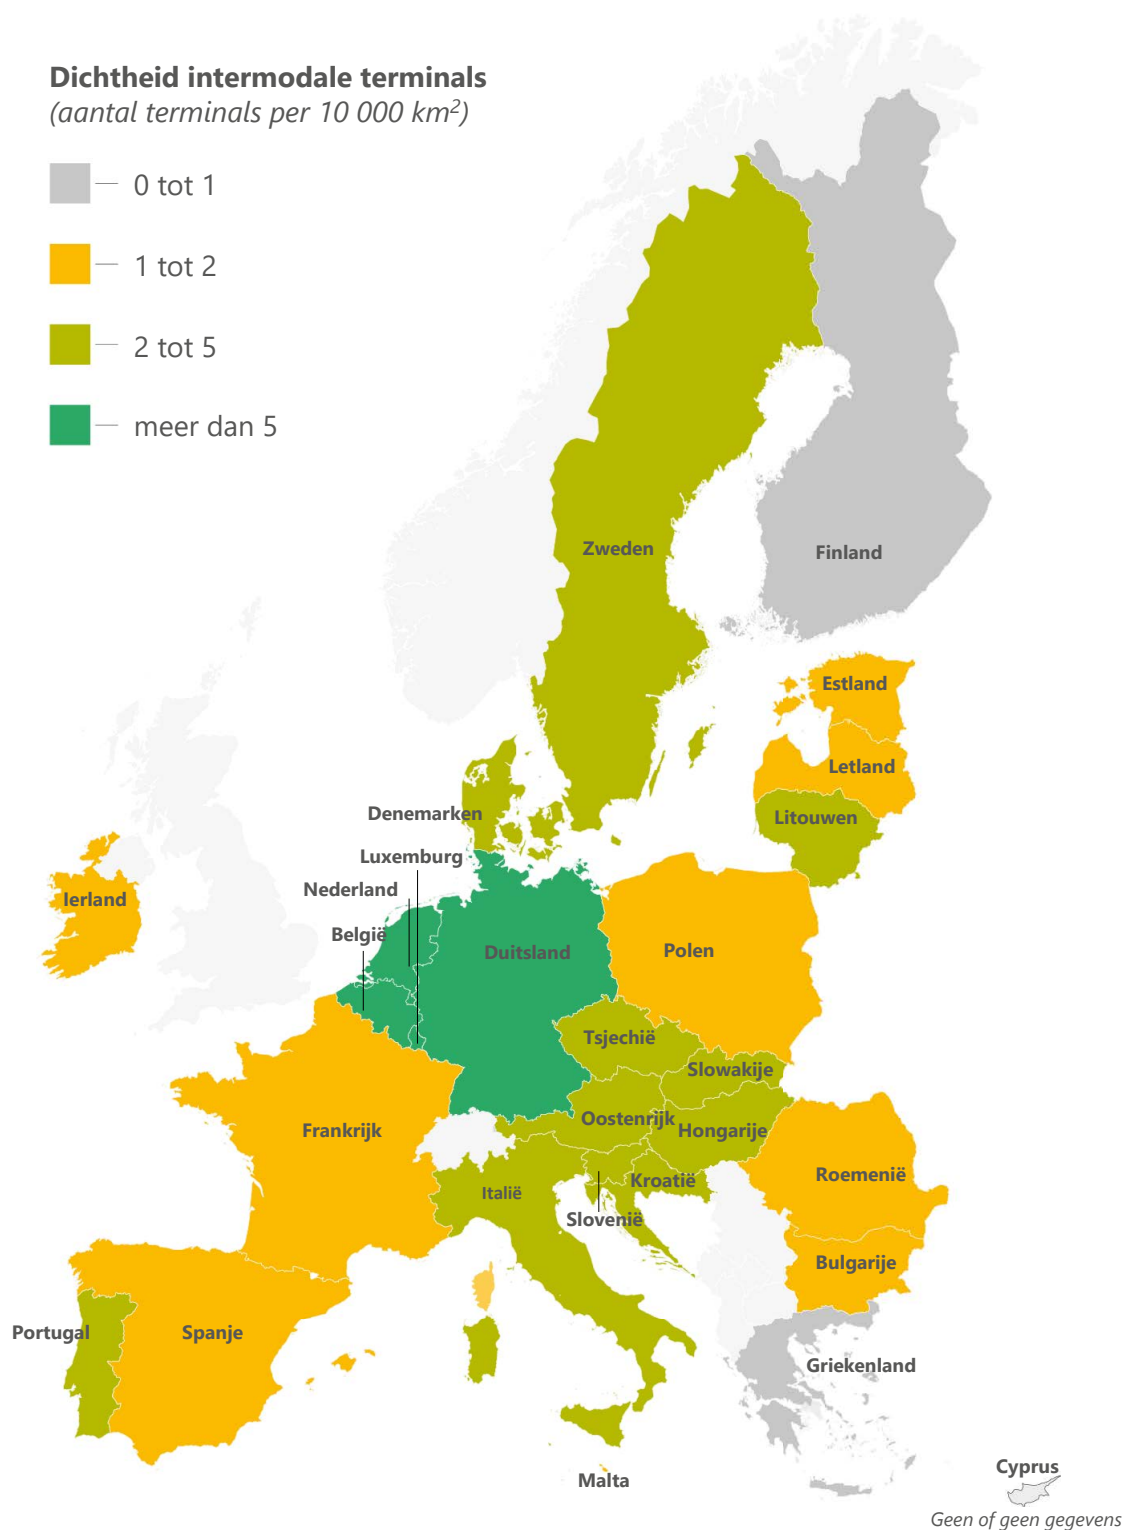 Dichtheid intermodale terminals
(aantal terminals per 10 000 km²)
0 tot 1
1 tot 2
2 tot 5
meer dan 5
Zweden
Finland
Estland
Letland
Denemarken
Litouwen
Luxemburg
Nederland
Ierland
België
Duitsland
Polen
Tsjechië
Slowakije
Oostenrijk
Hongarije
Frankrijk
Roemenië
Kroatië
Italië
Slovenië
Bulgarije
Portugal
Spanje
Griekenland
Malta
Cyprus
Geen of geen gegevens